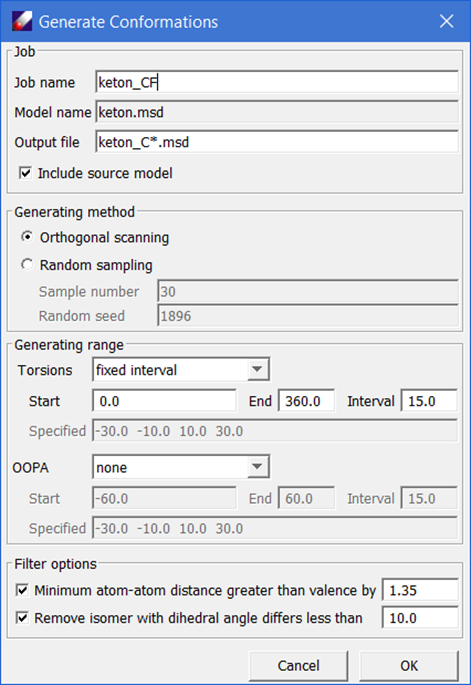 Generate Conformations
Job
Job name keton_CF
Model name keton.msd
Output file keton_C*.msd
Include source model
Generating method
Orthogonal scanning
Random sampling
Sample number 30
Random seed 1896
Generating range
Torsions fixed interval
Start 0.0 End 360.0 Interval 15.0
Specified -30.0 -10.0 10.0 30.0
OOPA none
Start -60.0 End 60.0 Interval 15.0
Specified -30.0 -10.0 10.0 30.0
Filter options
Minimum atom-atom distance greater than valence by 1.35
Remove isomer with dihedral angle differs less than 10.0
Cancel OK